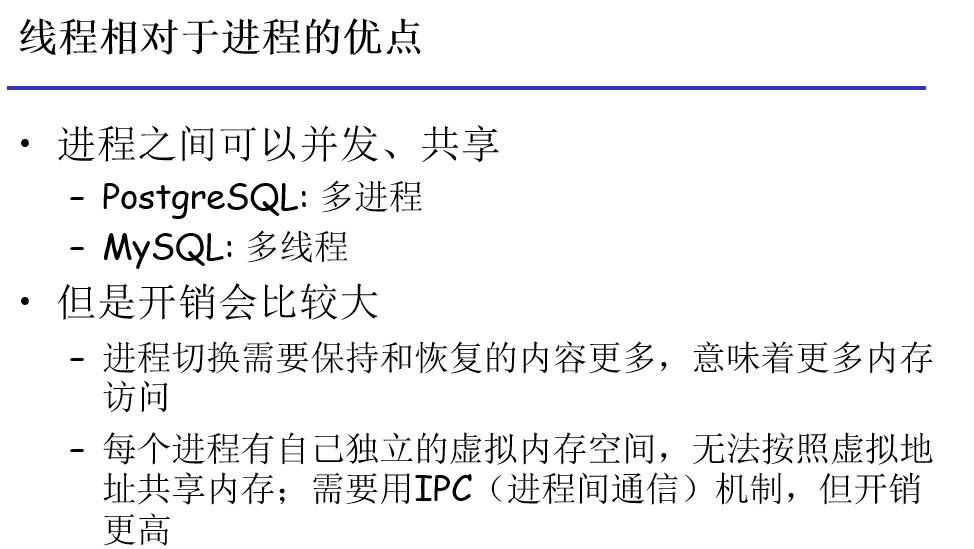 线程相对于进程的优点
• 进程之间可以并发、共享
– PostgreSQL: 多进程
– MySQL: 多线程
• 但是开销会比较大
– 进程切换需要保持和恢复的内容更多，意味着更多内存
访问
– 每个进程有自己独立的虚拟内存空间，无法按照虚拟地
址共享内存；需要用IPC（进程间通信）机制，但开销
更高